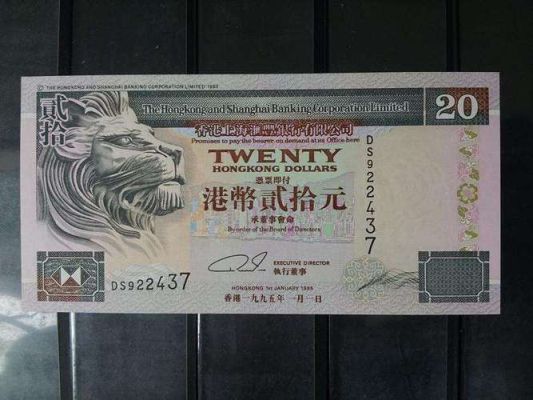 © THE HONGKONG AND SHANGHAI BANKING CORPORATION LIMITED
貳拾
The Hongkong and Shanghai Banking Corporation Limited
20
香港上海滙豐銀行有限公司
Promises to pay the bearer on demand at its Office here
TWENTY
HONGKONG DOLLARS
憑票即付
港幣貳拾元
承董事會命
By order of the Board of Directors
DS922437
DS922437
EXECUTIVE DIRECTOR
執行董事
HONGKONG 1st JANUARY 1995
香港一九九五年一月一日